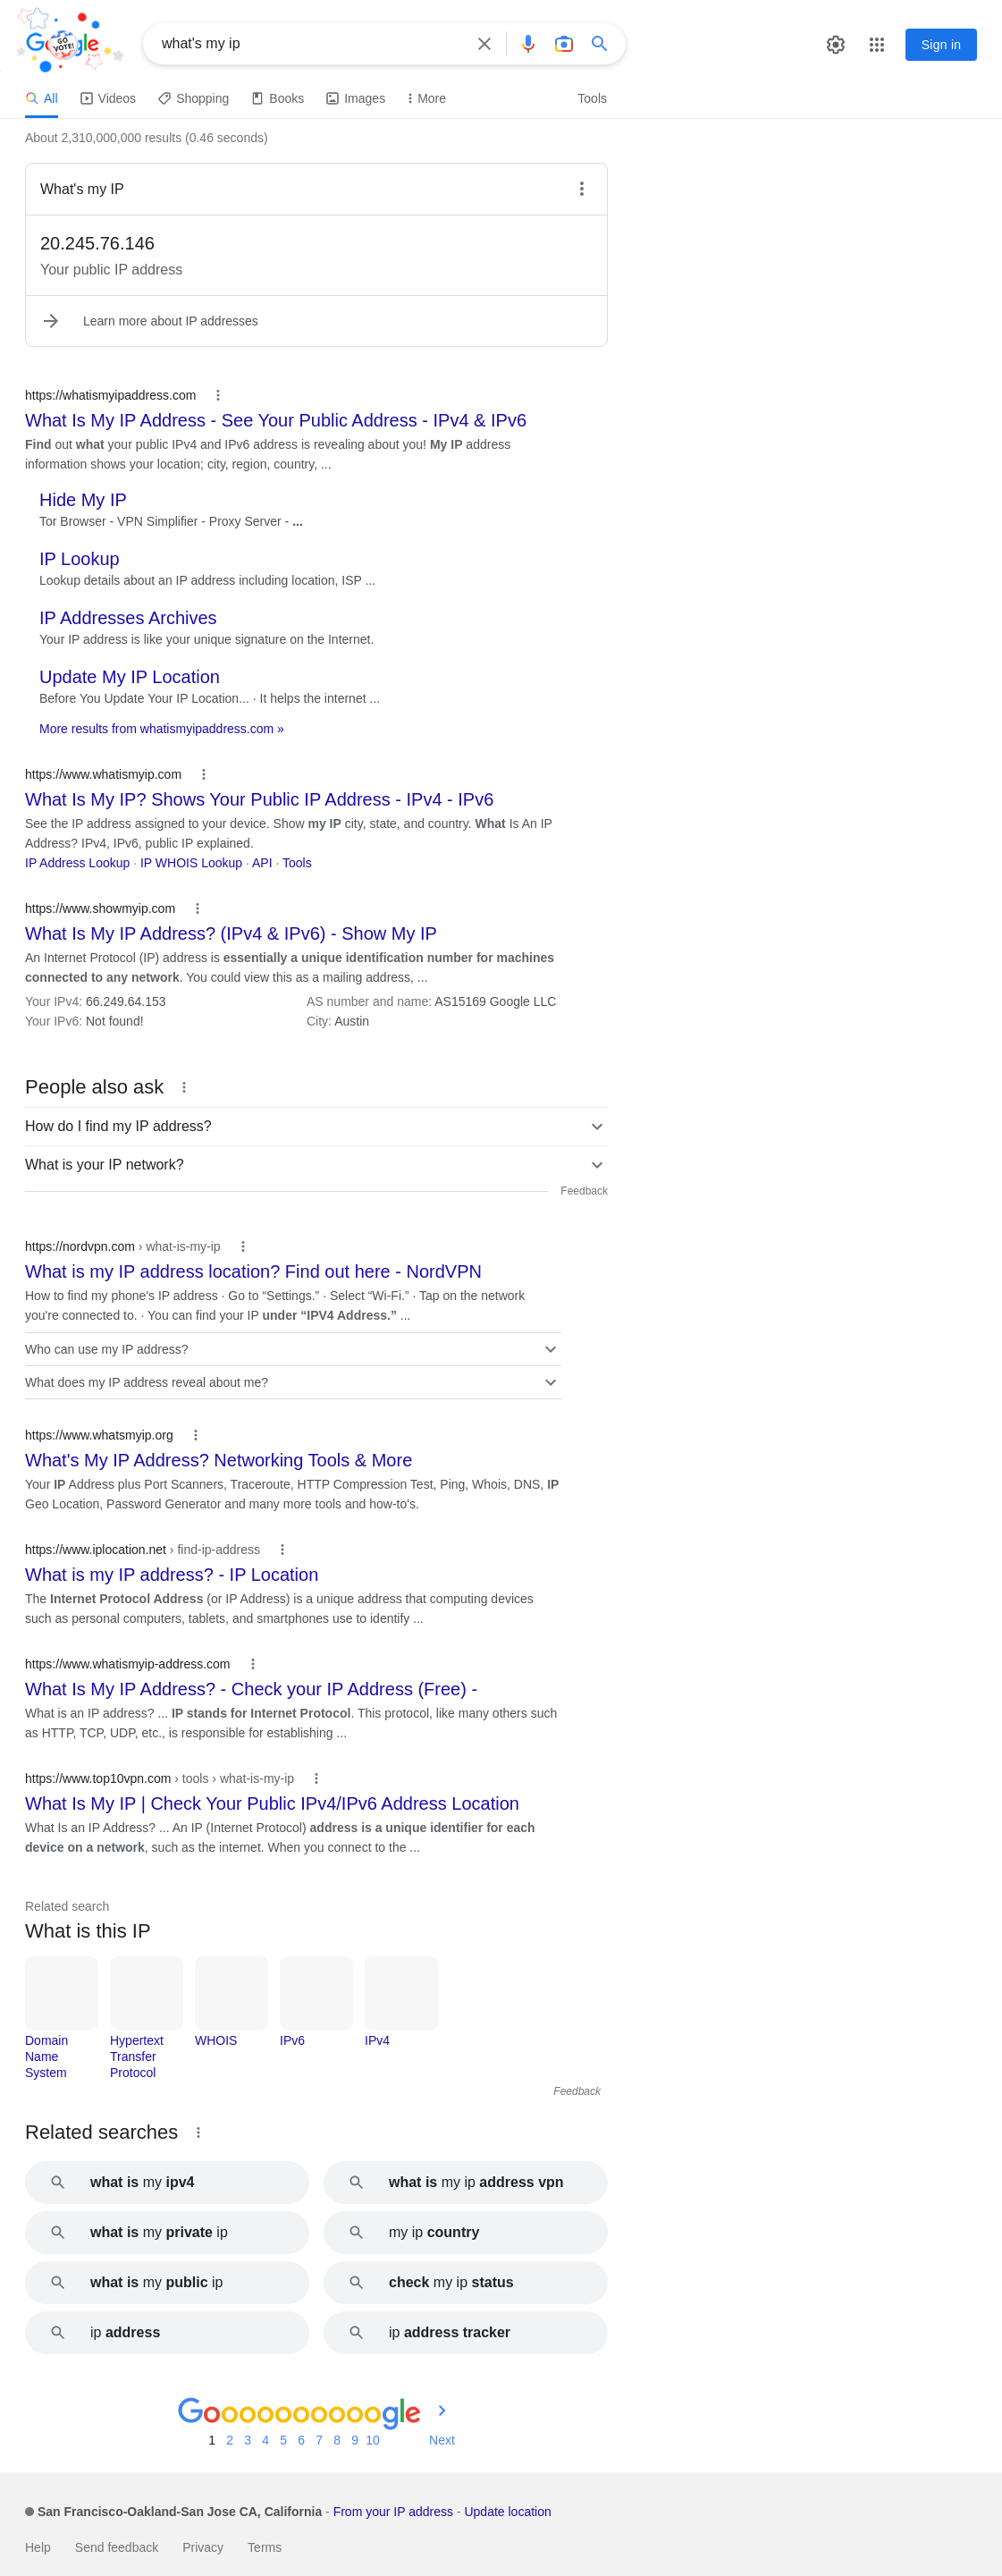 GO VOTE!
what's my ip
Sign in
All Videos Shopping Books Images More Tools
About 2,310,000,000 results (0.46 seconds)
What's my IP
20.245.76.146
Your public IP address
Learn more about IP addresses
https://whatismyipaddress.com
What Is My IP Address - See Your Public Address - IPv4 & IPv6
Find out what your public IPv4 and IPv6 address is revealing about you! My IP address
information shows your location; city, region, country, ...
Hide My IP
Tor Browser - VPN Simplifier - Proxy Server - ...
IP Lookup
Lookup details about an IP address including location, ISP ...
IP Addresses Archives
Your IP address is like your unique signature on the Internet.
Update My IP Location
Before You Update Your IP Location... · It helps the internet ...
More results from whatismyipaddress.com »
https://www.whatismyip.com
What Is My IP? Shows Your Public IP Address - IPv4 - IPv6
See the IP address assigned to your device. Show my IP city, state, and country. What Is An IP
Address? IPv4, IPv6, public IP explained.
IP Address Lookup · IP WHOIS Lookup · API · Tools
https://www.showmyip.com
What Is My IP Address? (IPv4 & IPv6) - Show My IP
An Internet Protocol (IP) address is essentially a unique identification number for machines
connected to any network. You could view this as a mailing address, ...
Your IPv4: 66.249.64.153 AS number and name: AS15169 Google LLC
Your IPv6: Not found! City: Austin
People also ask
How do I find my IP address?
What is your IP network?
Feedback
https://nordvpn.com › what-is-my-ip
What is my IP address location? Find out here - NordVPN
How to find my phone's IP address · Go to “Settings.” · Select “Wi-Fi.” · Tap on the network
you're connected to. · You can find your IP under “IPV4 Address.” ...
Who can use my IP address?
What does my IP address reveal about me?
https://www.whatsmyip.org
What's My IP Address? Networking Tools & More
Your IP Address plus Port Scanners, Traceroute, HTTP Compression Test, Ping, Whois, DNS, IP
Geo Location, Password Generator and many more tools and how-to's.
https://www.iplocation.net › find-ip-address
What is my IP address? - IP Location
The Internet Protocol Address (or IP Address) is a unique address that computing devices
such as personal computers, tablets, and smartphones use to identify ...
https://www.whatismyip-address.com
What Is My IP Address? - Check your IP Address (Free) -
What is an IP address? ... IP stands for Internet Protocol. This protocol, like many others such
as HTTP, TCP, UDP, etc., is responsible for establishing ...
https://www.top10vpn.com › tools › what-is-my-ip
What Is My IP | Check Your Public IPv4/IPv6 Address Location
What Is an IP Address? ... An IP (Internet Protocol) address is a unique identifier for each
device on a network, such as the internet. When you connect to the ...
Related search
What is this IP
Domain Name System
Hypertext Transfer Protocol
WHOIS
IPv6
IPv4
Feedback
Related searches
what is my ipv4
what is my ip address vpn
what is my private ip
my ip country
what is my public ip
check my ip status
ip address
ip address tracker
Goooooooooogle
1 2 3 4 5 6 7 8 9 10 Next
San Francisco-Oakland-San Jose CA, California - From your IP address - Update location
Help Send feedback Privacy Terms